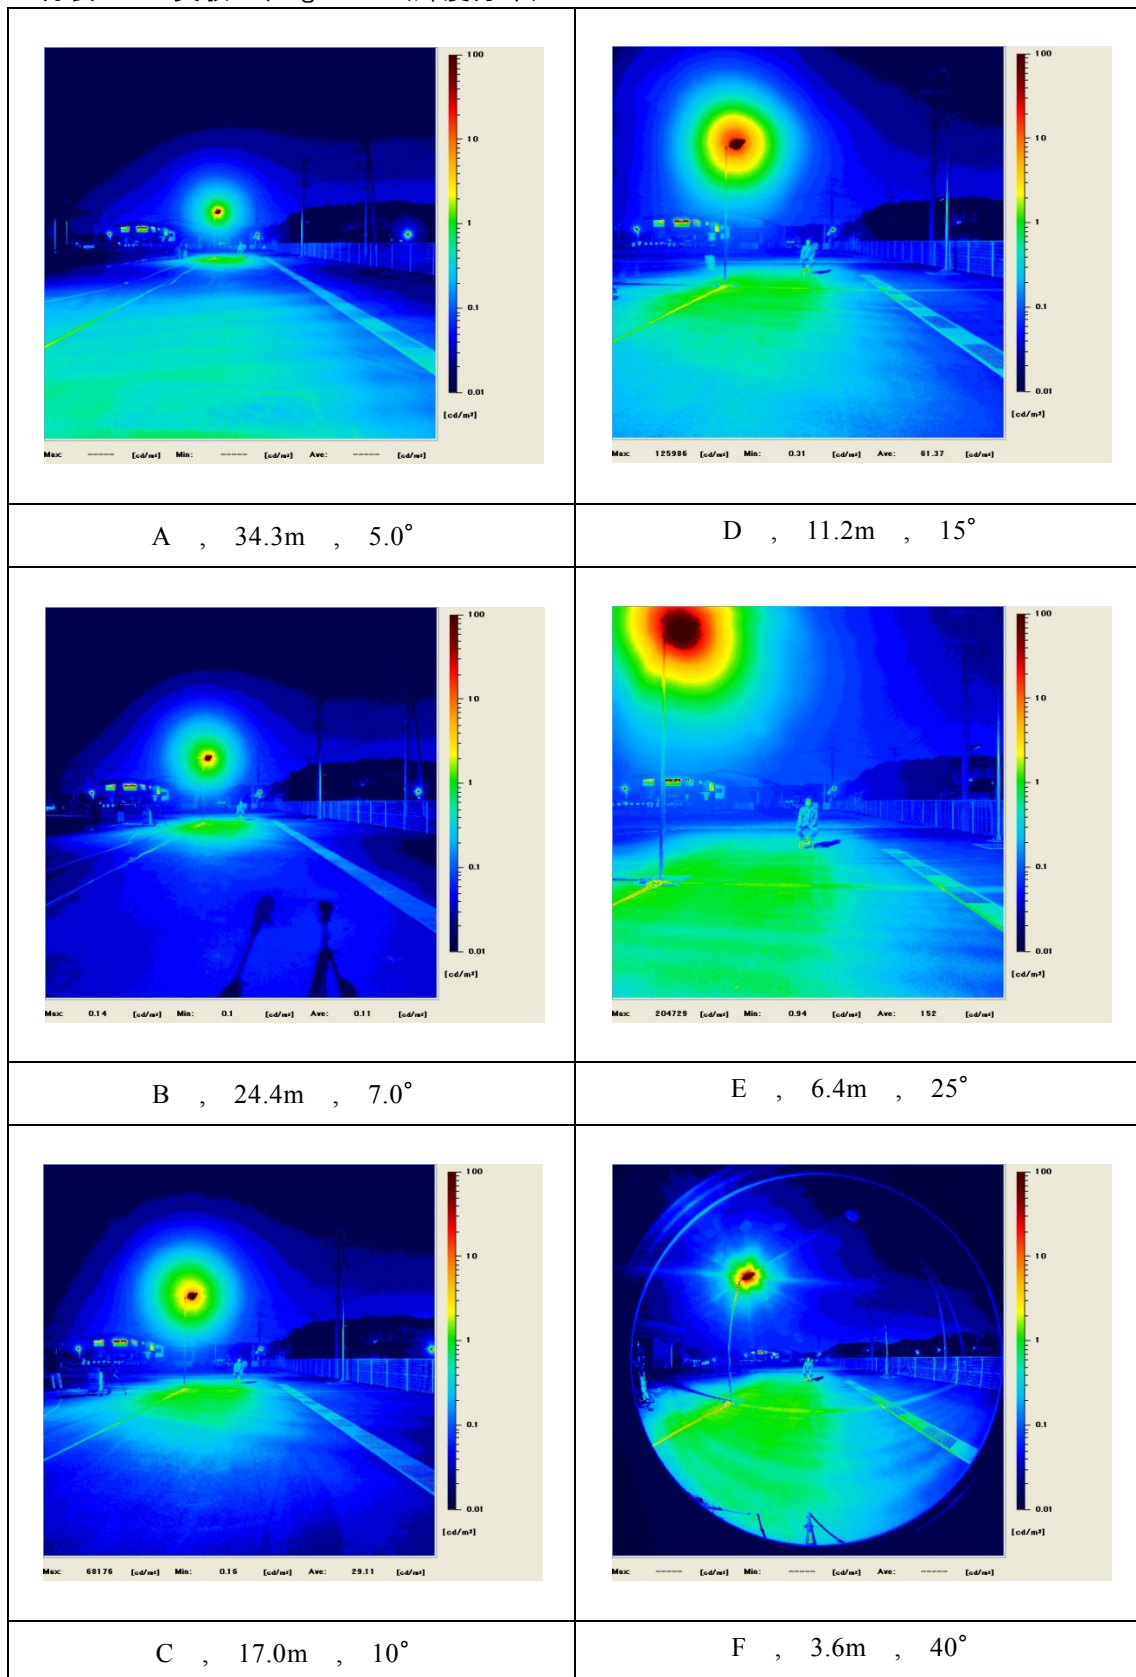 100
10
1
0.1
0.01
[cd/m²]
Max: ----- [cd/m²] Min: ----- [cd/m²] Ave: ----- [cd/m²]
A , 34.3m , 5.0°
100
10
1
0.1
0.01
[cd/m²]
Max: 125986 [cd/m²] Min: 0.31 [cd/m²] Ave: 61.37 [cd/m²]
D , 11.2m , 15°
100
10
1
0.1
0.01
[cd/m²]
Max: 0.14 [cd/m²] Min: 0.1 [cd/m²] Ave: 0.11 [cd/m²]
B , 24.4m , 7.0°
100
10
1
0.1
0.01
[cd/m²]
Max: 204729 [cd/m²] Min: 0.94 [cd/m²] Ave: 152 [cd/m²]
E , 6.4m , 25°
100
10
1
0.1
0.01
[cd/m²]
Max: 68176 [cd/m²] Min: 0.16 [cd/m²] Ave: 29.11 [cd/m²]
C , 17.0m , 10°
100
10
1
0.1
0.01
[cd/m²]
Max: ----- [cd/m²] Min: ----- [cd/m²] Ave: ----- [cd/m²]
F , 3.6m , 40°